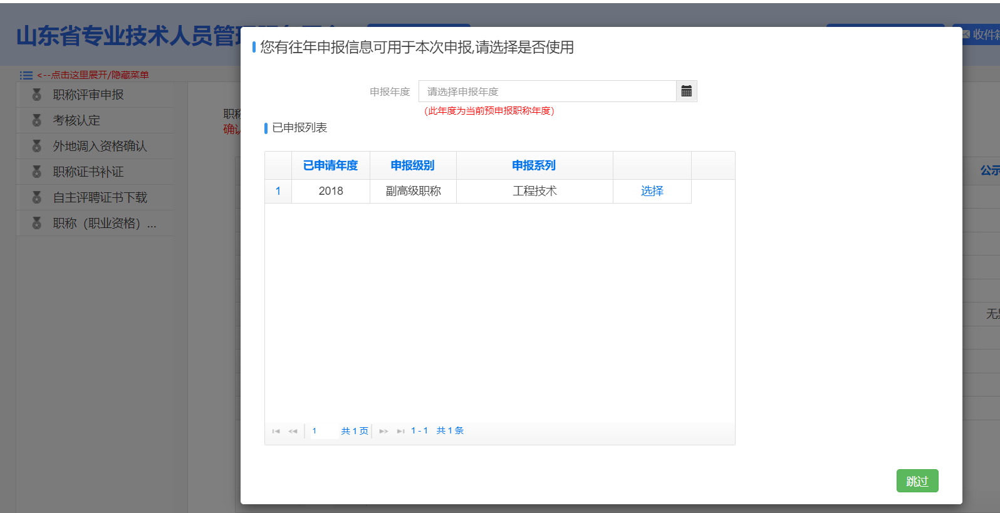 山东省专业技术人员管
收件箱
<--点击这里展开/隐藏菜单
职称评审申报
考核认定
外地调入资格确认
职称证书补证
自主评聘证书下载
职称（职业资格）...
职称
确认
您有往年申报信息可用于本次申报,请选择是否使用
申报年度 请选择申报年度
(此年度为当前预申报职称年度)
已申报列表
已申请年度 申报级别 申报系列
1 2018 副高级职称 工程技术 选择
1 共 1 页 1 - 1 共 1 条
跳过
公示
无